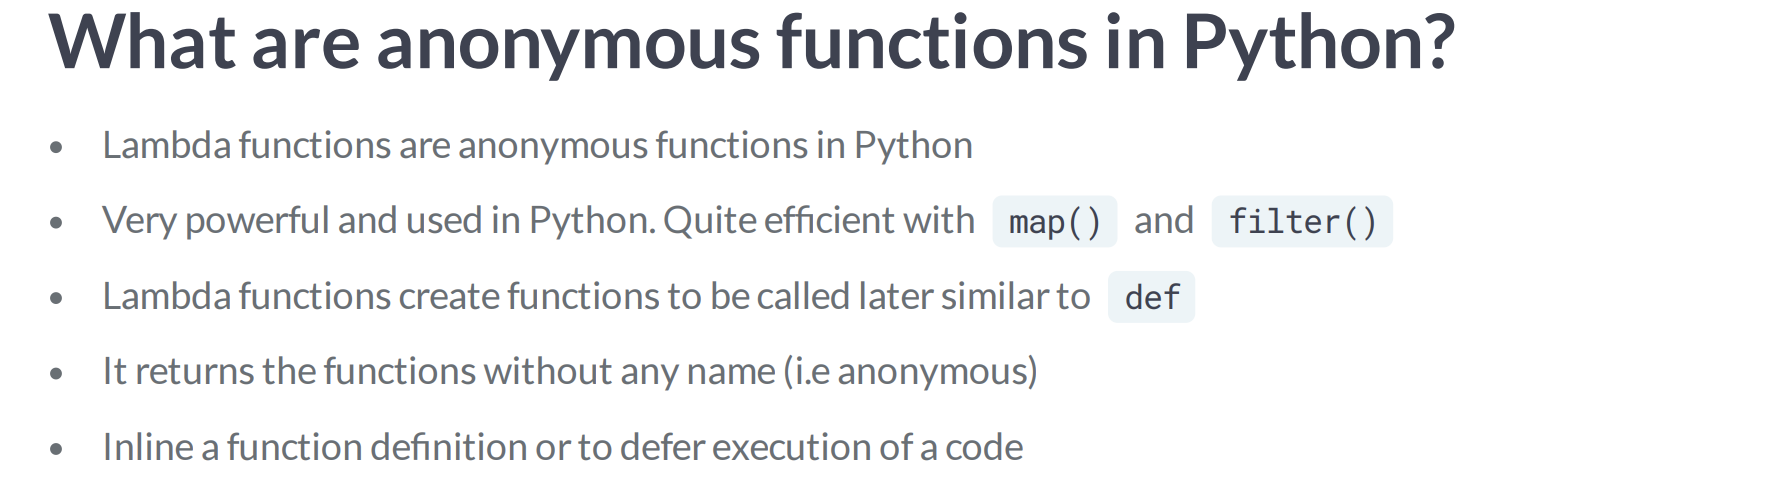 What are anonymous functions in Python?
• Lambda functions are anonymous functions in Python
• Very powerful and used in Python. Quite efficient with map() and filter()
• Lambda functions create functions to be called later similar to def
• It returns the functions without any name (i.e anonymous)
• Inline a function definition or to defer execution of a code